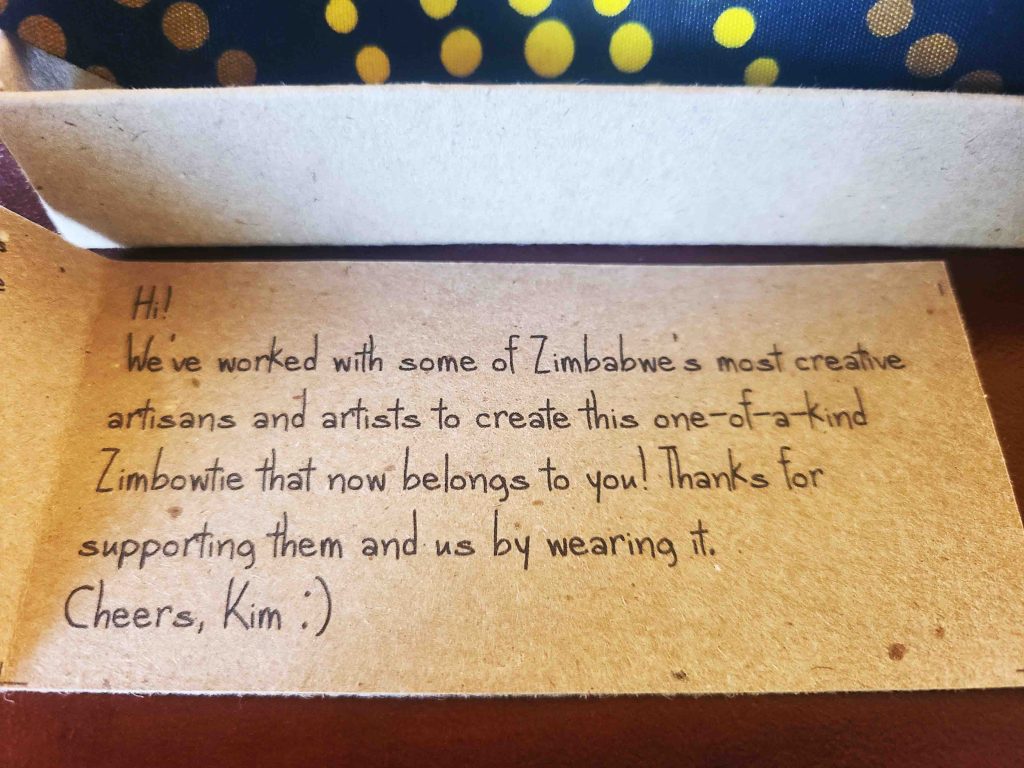 Hi!
We've worked with some of Zimbabwe's most creative
artisans and artists to create this one-of-a-kind
Zimbowtie that now belongs to you! Thanks for
supporting them and us by wearing it.
Cheers, Kim :)